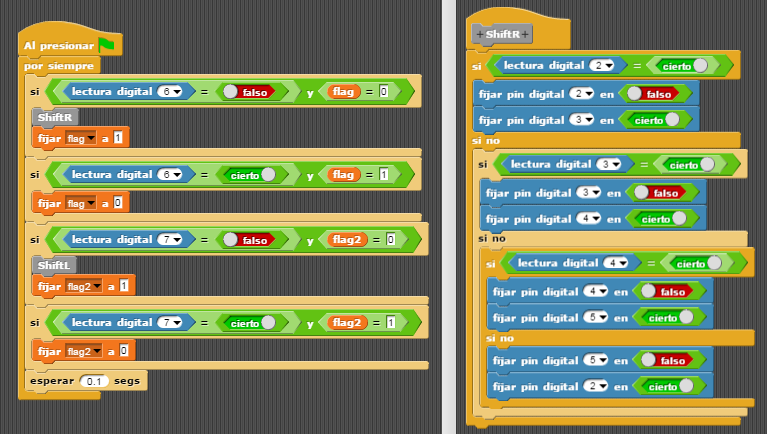 Al presionar
por siempre
si lectura digital 6 = falso y flag = 0
ShiftR
fijar flag a 1
si lectura digital 6 = cierto y flag = 1
fijar flag a 0
si lectura digital 7 = falso y flag2 = 0
ShiftL
fijar flag2 a 1
si lectura digital 7 = cierto y flag2 = 1
fijar flag2 a 0
esperar 0.1 segs
+ShiftR+
si lectura digital 2 = cierto
fijar pin digital 2 en falso
fijar pin digital 3 en cierto
si no
si lectura digital 3 = cierto
fijar pin digital 3 en falso
fijar pin digital 4 en cierto
si no
si lectura digital 4 = cierto
fijar pin digital 4 en falso
fijar pin digital 5 en cierto
si no
fijar pin digital 5 en falso
fijar pin digital 2 en cierto